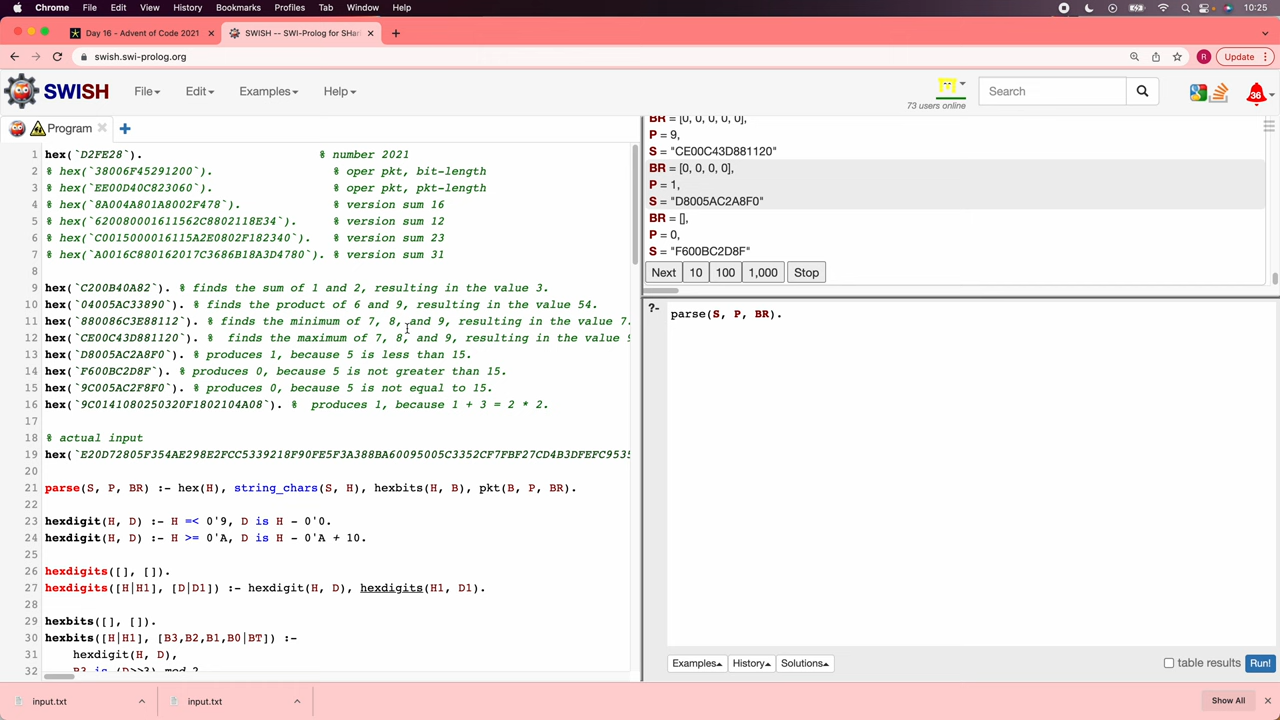 Chrome File Edit View History Bookmarks Profiles Tab Window Help 10:25
Day 16 - Advent of Code 2021 SWISH -- SWI-Prolog for SHar
swish.swi-prolog.org Update
SWISH File Edit Examples Help 73 users online Search 36
Program
1 hex(`D2FE28`). % number 2021
2 % hex(`38006F45291200`). % oper pkt, bit-length
3 % hex(`EE00D40C823060`). % oper pkt, pkt-length
4 % hex(`8A004A801A8002F478`). % version sum 16
5 % hex(`620080001611562C8802118E34`). % version sum 12
6 % hex(`C0015000016115A2E0802F182340`). % version sum 23
7 % hex(`A0016C880162017C3686B18A3D4780`). % version sum 31
8
9 hex(`C200B40A82`). % finds the sum of 1 and 2, resulting in the value 3.
10 hex(`04005AC33890`). % finds the product of 6 and 9, resulting in the value 54.
11 hex(`880086C3E88112`). % finds the minimum of 7, 8, and 9, resulting in the value 7.
12 hex(`CE00C43D881120`). % finds the maximum of 7, 8, and 9, resulting in the value 9
13 hex(`D8005AC2A8F0`). % produces 1, because 5 is less than 15.
14 hex(`F600BC2D8F`). % produces 0, because 5 is not greater than 15.
15 hex(`9C005AC2F8F0`). % produces 0, because 5 is not equal to 15.
16 hex(`9C0141080250320F1802104A08`). % produces 1, because 1 + 3 = 2 * 2.
17
18 % actual input
19 hex(`E20D72805F354AE298E2FCC5339218F90FE5F3A388BA60095005C3352CF7FBF27CD4B3DFEFC9535
20
21 parse(S, P, BR) :- hex(H), string_chars(S, H), hexbits(H, B), pkt(B, P, BR).
22
23 hexdigit(H, D) :- H =< 0'9, D is H - 0'0.
24 hexdigit(H, D) :- H >= 0'A, D is H - 0'A + 10.
25
26 hexdigits([], []).
27 hexdigits([H|H1], [D|D1]) :- hexdigit(H, D), hexdigits(H1, D1).
28
29 hexbits([], []).
30 hexbits([H|H1], [B3,B2,B1,B0|BT]) :-
31 hexdigit(H, D),
32 B3 is (D>>3) mod 2
BR = [0, 0, 0, 0, 0],
P = 9,
S = "CE00C43D881120"
BR = [0, 0, 0, 0],
P = 1,
S = "D8005AC2A8F0"
BR = [],
P = 0,
S = "F600BC2D8F"
Next 10 100 1,000 Stop
?- parse(S, P, BR).
Examples History Solutions table results Run!
input.txt input.txt Show All